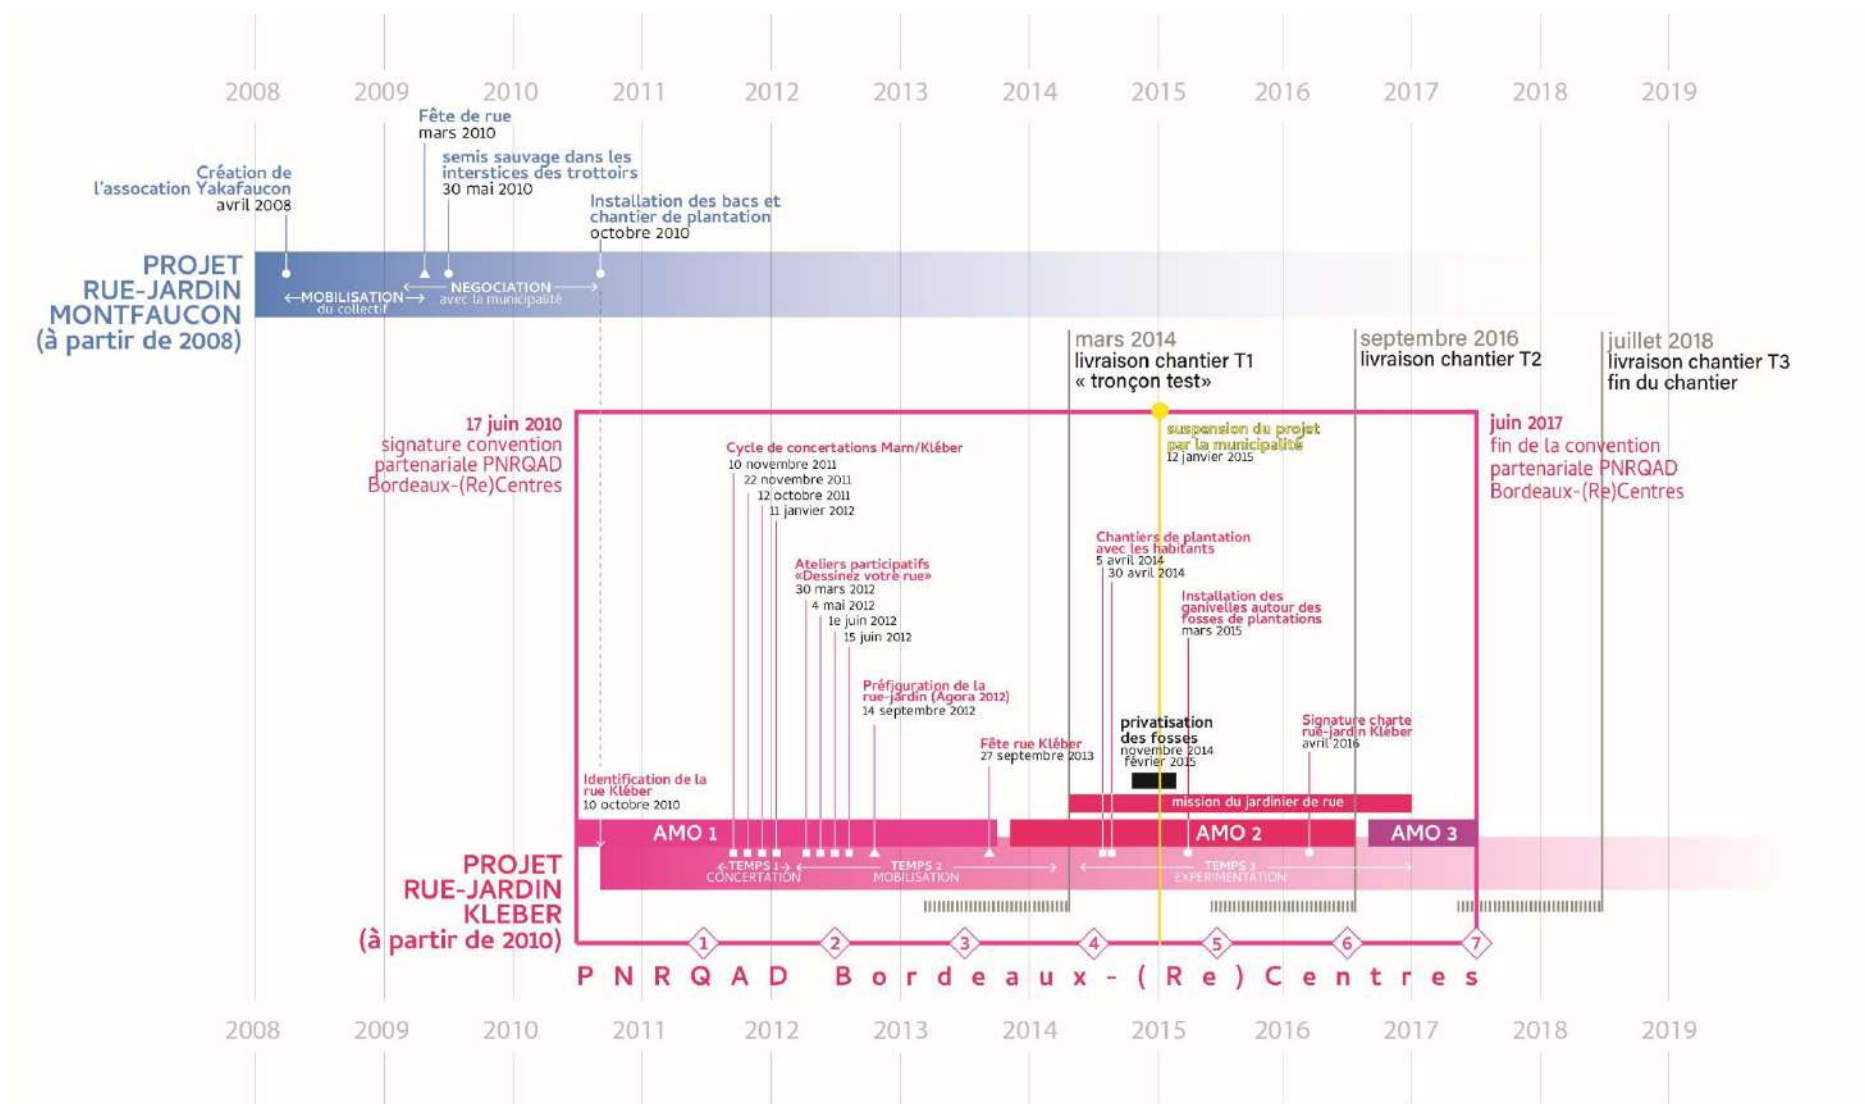 2008 2009 2010 2011 2012 2013 2014 2015 2016 2017 2018 2019
Fête de rue
mars 2010
semis sauvage dans les
interstices des trottoirs
30 mai 2010
Création de
l'assocation Yakafaucon
avril 2008
Installation des bacs et
chantier de plantation
octobre 2010
PROJET
RUE-JARDIN
MONTFAUCON
(à partir de 2008)
MOBILISATION
du collectif
NEGOCIATION
avec la municipalité
mars 2014
livraison chantier T1
« tronçon test»
septembre 2016
livraison chantier T2
juillet 2018
livraison chantier T3
fin du chantier
17 juin 2010
signature convention
partenariale PNRQAD
Bordeaux-(Re)Centres
Cycle de concertations Marn/Kléber
10 novembre 2011
22 novembre 2011
12 octobre 2011
11 janvier 2012
suspension du projet
par la municipalité
12 janvier 2015
juin 2017
fin de la convention
partenariale PNRQAD
Bordeaux-(Re)Centres
Ateliers participatifs
«Dessinez votre rue»
30 mars 2012
4 mai 2012
1e juin 2012
15 juin 2012
Chantiers de plantation
avec les habitants
5 avril 2014
30 avril 2014
Installation des
ganivelles autour des
fosses de plantations
mars 2015
Préfiguration de la
rue-jardin (Agora 2012)
14 septembre 2012
Fête rue Kléber
27 septembre 2013
privatisation
des fosses
novembre 2014
février 2015
Signature charte
rue-jardin Kléber
avril 2016
Identification de la
rue Kléber
10 octobre 2010
mission du jardinier de rue
AMO 1
AMO 2
AMO 3
PROJET
RUE-JARDIN
KLEBER
(à partir de 2010)
TEMPS 1
CONCERTATION
TEMPS 2
MOBILISATION
TEMPS 3
EXPERIMENTATION
1 2 3 4 5 6 7
PNRQAD Bordeaux-(Re)Centres
2008 2009 2010 2011 2012 2013 2014 2015 2016 2017 2018 2019